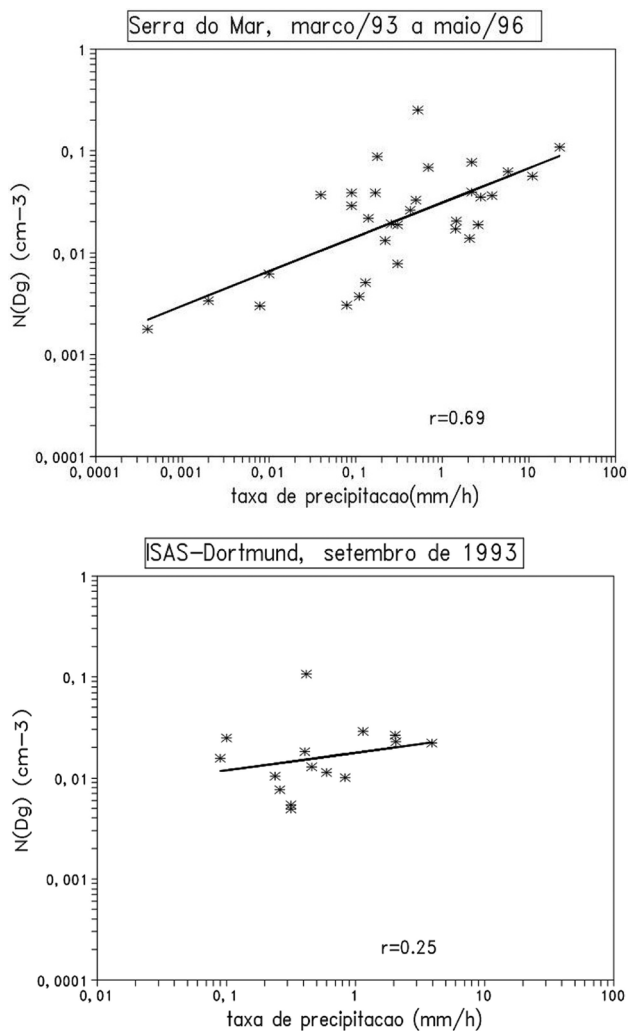 Serra do Mar, marco/93 a maio/96
1
0,1
0,01
0,001
0,0001
N(Dg) (cm-3)
r=0.69
0,0001 0,001 0,01 0,1 1 10 100
taxa de precipitacao(mm/h)
ISAS-Dortmund, setembro de 1993
1
0,1
0,01
0,001
0,0001
N(Dg) (cm-3)
r=0.25
0,01 0,1 1 10 100
taxa de precipitacao (mm/h)